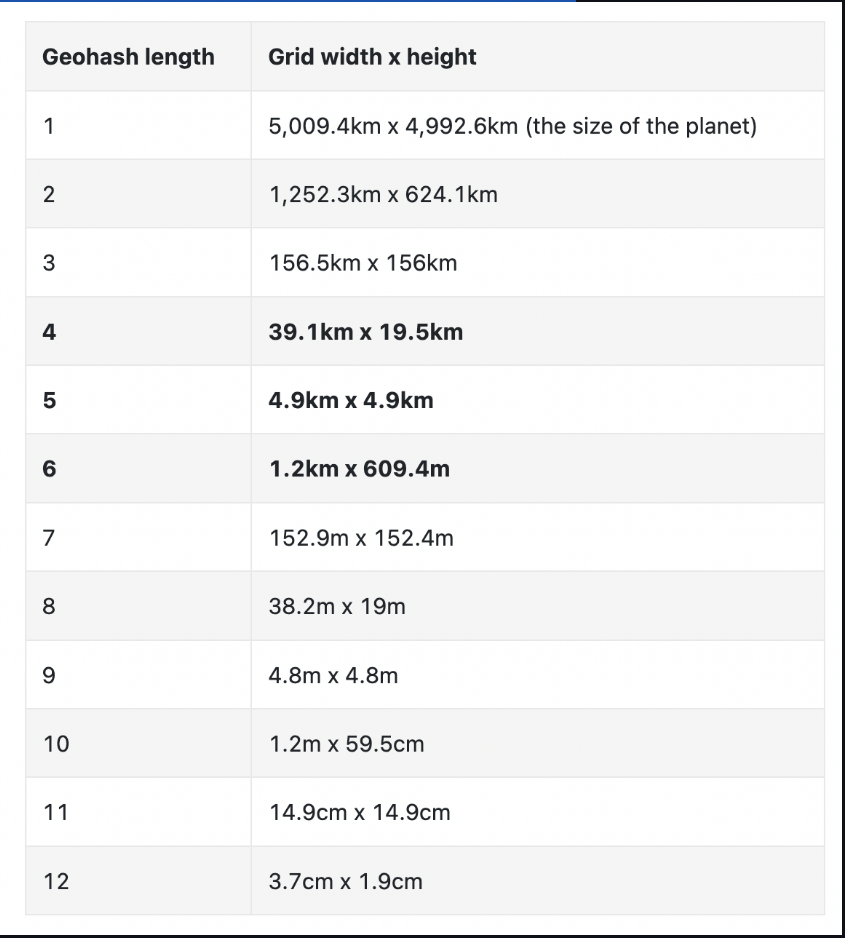 Geohash length Grid width x height
1 5,009.4km x 4,992.6km (the size of the planet)
2 1,252.3km x 624.1km
3 156.5km x 156km
4 39.1km x 19.5km
5 4.9km x 4.9km
6 1.2km x 609.4m
7 152.9m x 152.4m
8 38.2m x 19m
9 4.8m x 4.8m
10 1.2m x 59.5cm
11 14.9cm x 14.9cm
12 3.7cm x 1.9cm